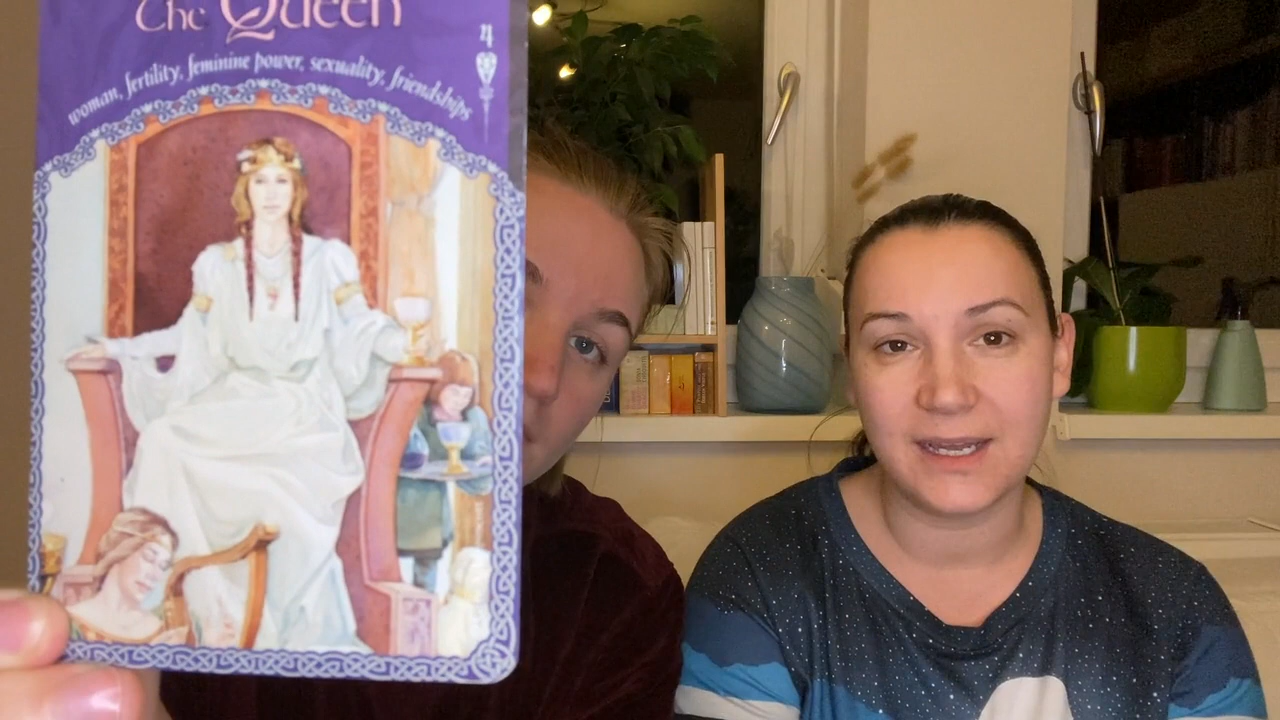 The Queen
4
woman, fertility, feminine power, sexuality, friendships